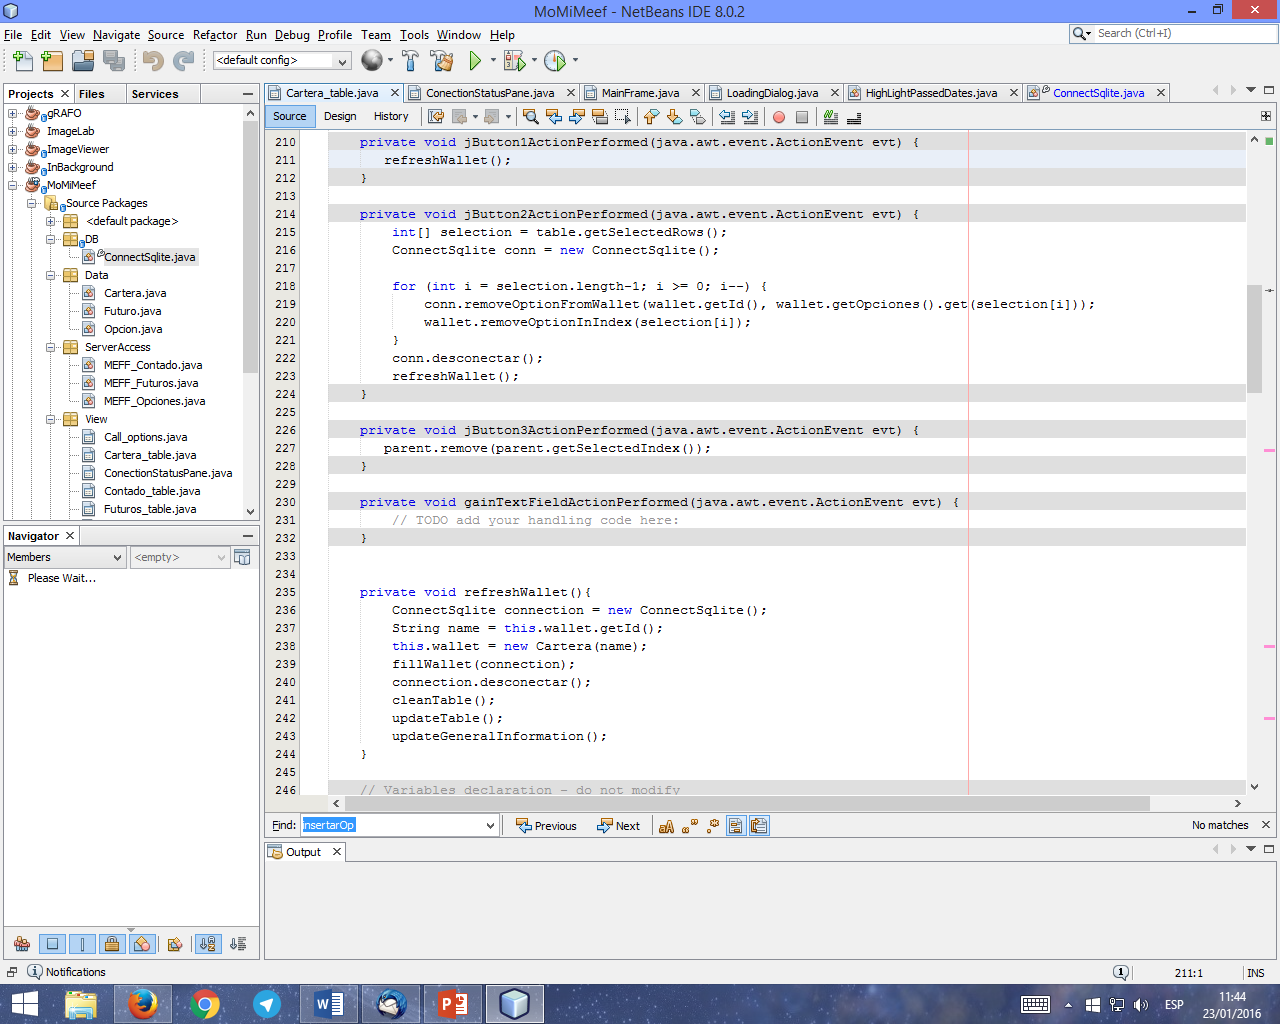 MoMiMeef - NetBeans IDE 8.0.2
File Edit View Navigate Source Refactor Run Debug Profile Team Tools Window Help
Search (Ctrl+I)
<default config>
Projects Files Services
gRAFO
ImageLab
ImageViewer
InBackground
MoMiMeef
Source Packages
<default package>
DB
ConnectSqlite.java
Data
Cartera.java
Futuro.java
Opcion.java
ServerAccess
MEFF_Contado.java
MEFF_Futuros.java
MEFF_Opciones.java
View
Call_options.java
Cartera_table.java
ConectionStatusPane.java
Contado_table.java
Futuros_table.java
Navigator
Members <empty>
Please Wait...
Cartera_table.java ConectionStatusPane.java MainFrame.java LoadingDialog.java HighLightPassedDates.java ConnectSqlite.java
Source Design History
210 private void jButton1ActionPerformed(java.awt.event.ActionEvent evt) {
211 refreshWallet();
212 }
213
214 private void jButton2ActionPerformed(java.awt.event.ActionEvent evt) {
215 int[] selection = table.getSelectedRows();
216 ConnectSqlite conn = new ConnectSqlite();
217
218 for (int i = selection.length-1; i >= 0; i--) {
219 conn.removeOptionFromWallet(wallet.getId(), wallet.getOpciones().get(selection[i]));
220 wallet.removeOptionInIndex(selection[i]);
221 }
222 conn.desconectar();
223 refreshWallet();
224 }
225
226 private void jButton3ActionPerformed(java.awt.event.ActionEvent evt) {
227 parent.remove(parent.getSelectedIndex());
228 }
229
230 private void gainTextFieldActionPerformed(java.awt.event.ActionEvent evt) {
231 // TODO add your handling code here:
232 }
233
234
235 private void refreshWallet(){
236 ConnectSqlite connection = new ConnectSqlite();
237 String name = this.wallet.getId();
238 this.wallet = new Cartera(name);
239 fillWallet(connection);
240 connection.desconectar();
241 cleanTable();
242 updateTable();
243 updateGeneralInformation();
244 }
245
246 // Variables declaration - do not modify
Find: insertarOp Previous Next No matches
Output
Notifications 1 211:1 INS
ESP 11:44
23/01/2016